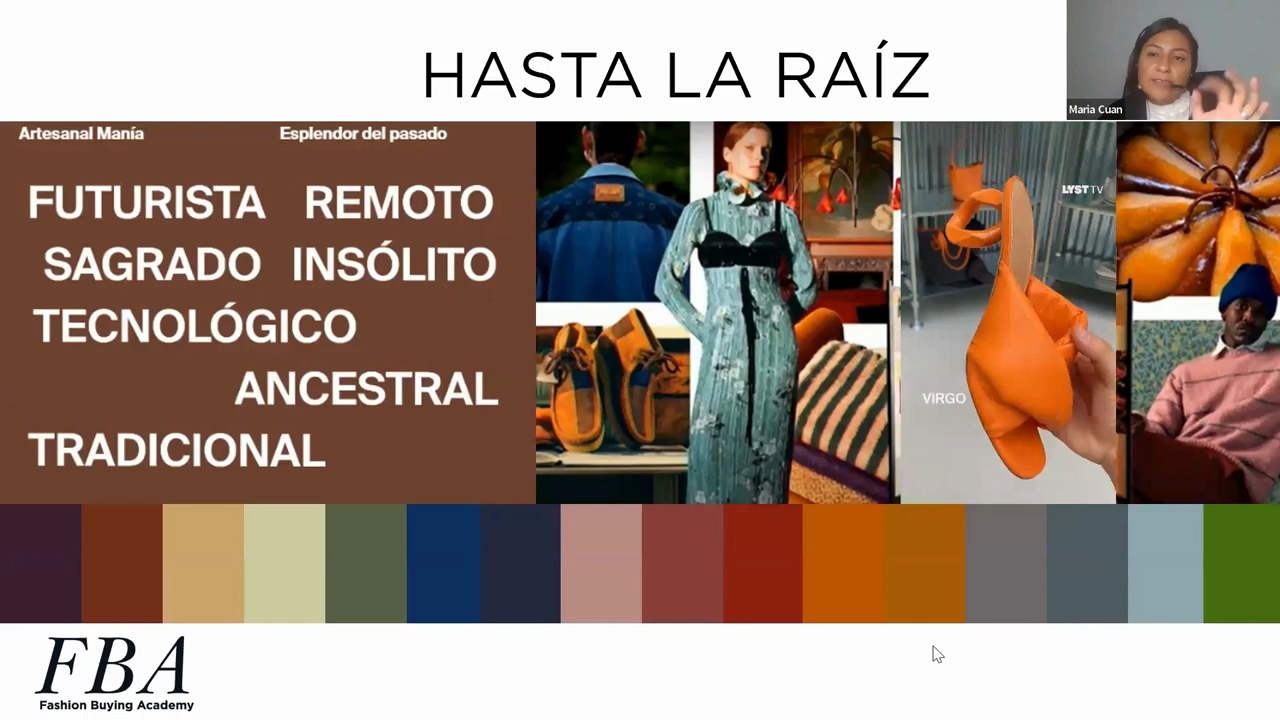 HASTA LA RAÍZ
Maria Cuan
Artesanal Manía
Esplendor del pasado
FUTURISTA REMOTO
SAGRADO INSÓLITO
TECNOLÓGICO
ANCESTRAL
TRADICIONAL
LYST TV
VIRGO
FBA
Fashion Buying Academy